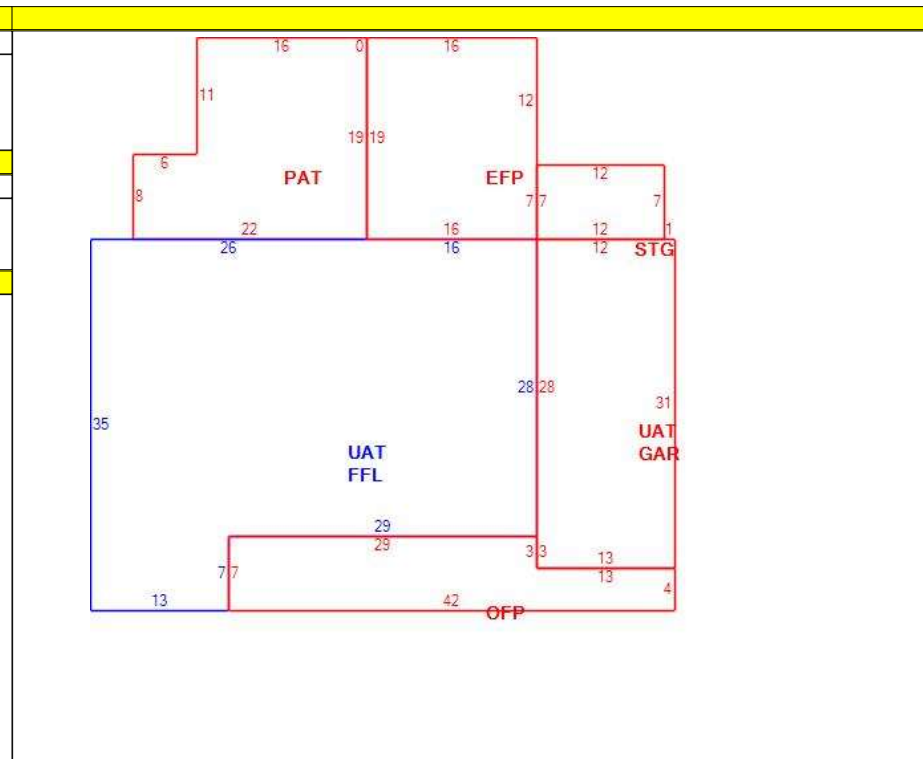 16 0 16
11 12
19 19
6 12
PAT EFP
8 7 7 7
22 16 12 1
26 16 12 STG
28 28
31
35
UAT
GAR
UAT
FFL
29
29 3 3 13
7 7 13
4
13 42
OFP